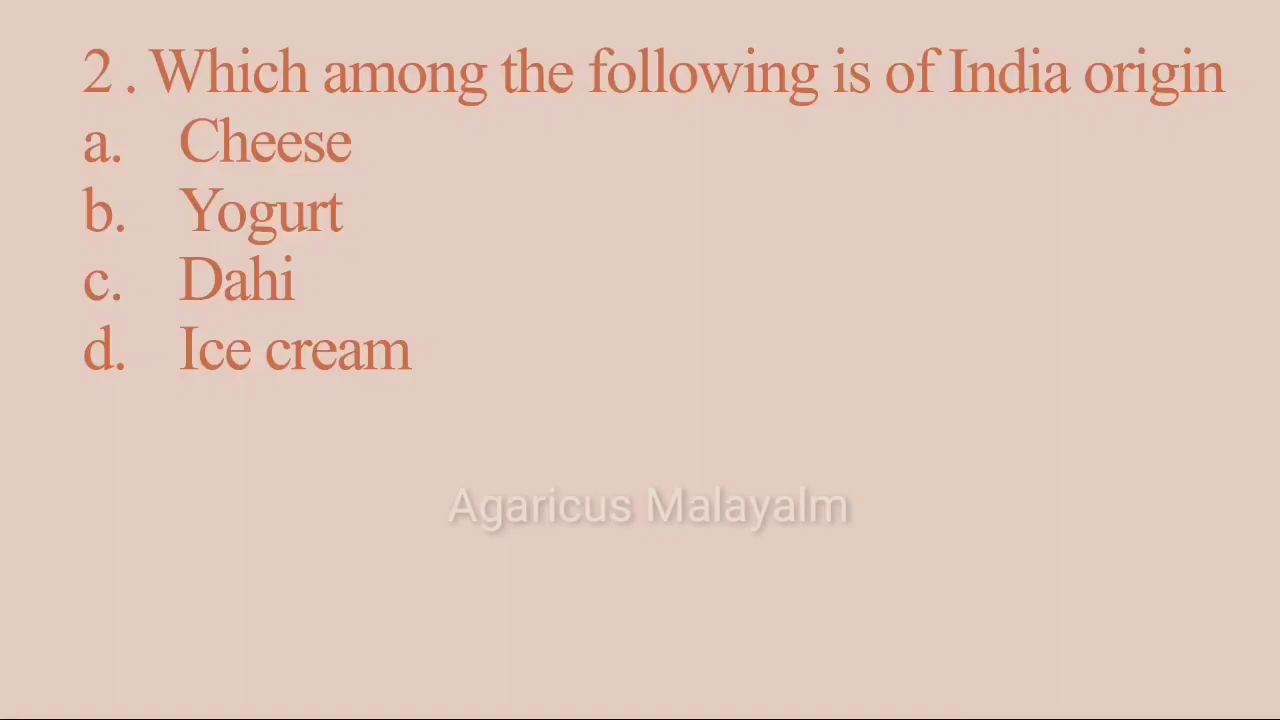 2 . Which among the following is of India origin
a. Cheese
b. Yogurt
c. Dahi
d. Ice cream
Agaricus Malayalm